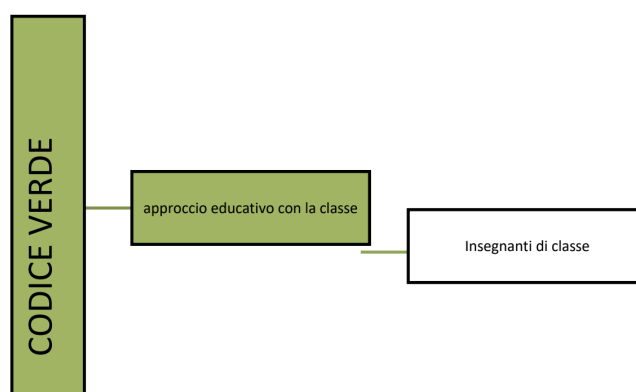 CODICE VERDE
approccio educativo con la classe
Insegnanti di classe